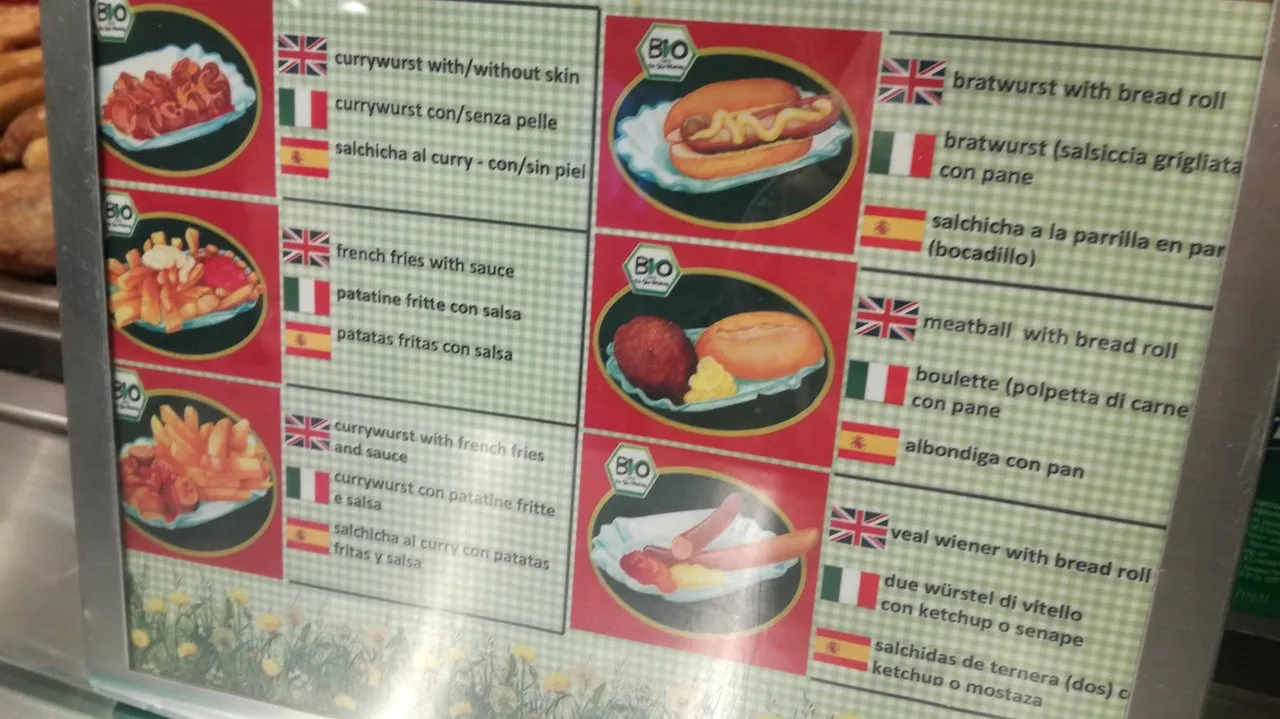 BIO
currywurst with/without skin
currywurst con/senza pelle
salchicha al curry - con/sin piel
BIO
french fries with sauce
patatine fritte con salsa
patatas fritas con salsa
BIO
currywurst with french fries
and sauce
currywurst con patatine fritte
e salsa
salchicha al curry con patatas
fritas y salsa
BIO
bratwurst with bread roll
bratwurst (salsiccia grigliata
con pane
salchicha a la parrilla en par
(bocadillo)
BIO
meatball with bread roll
boulette (polpetta di carne
con pane
albondiga con pan
BIO
veal wiener with bread roll
due würstel di vitello
con ketchup o senape
salchidas de ternera (dos) c
ketchup o mostaza